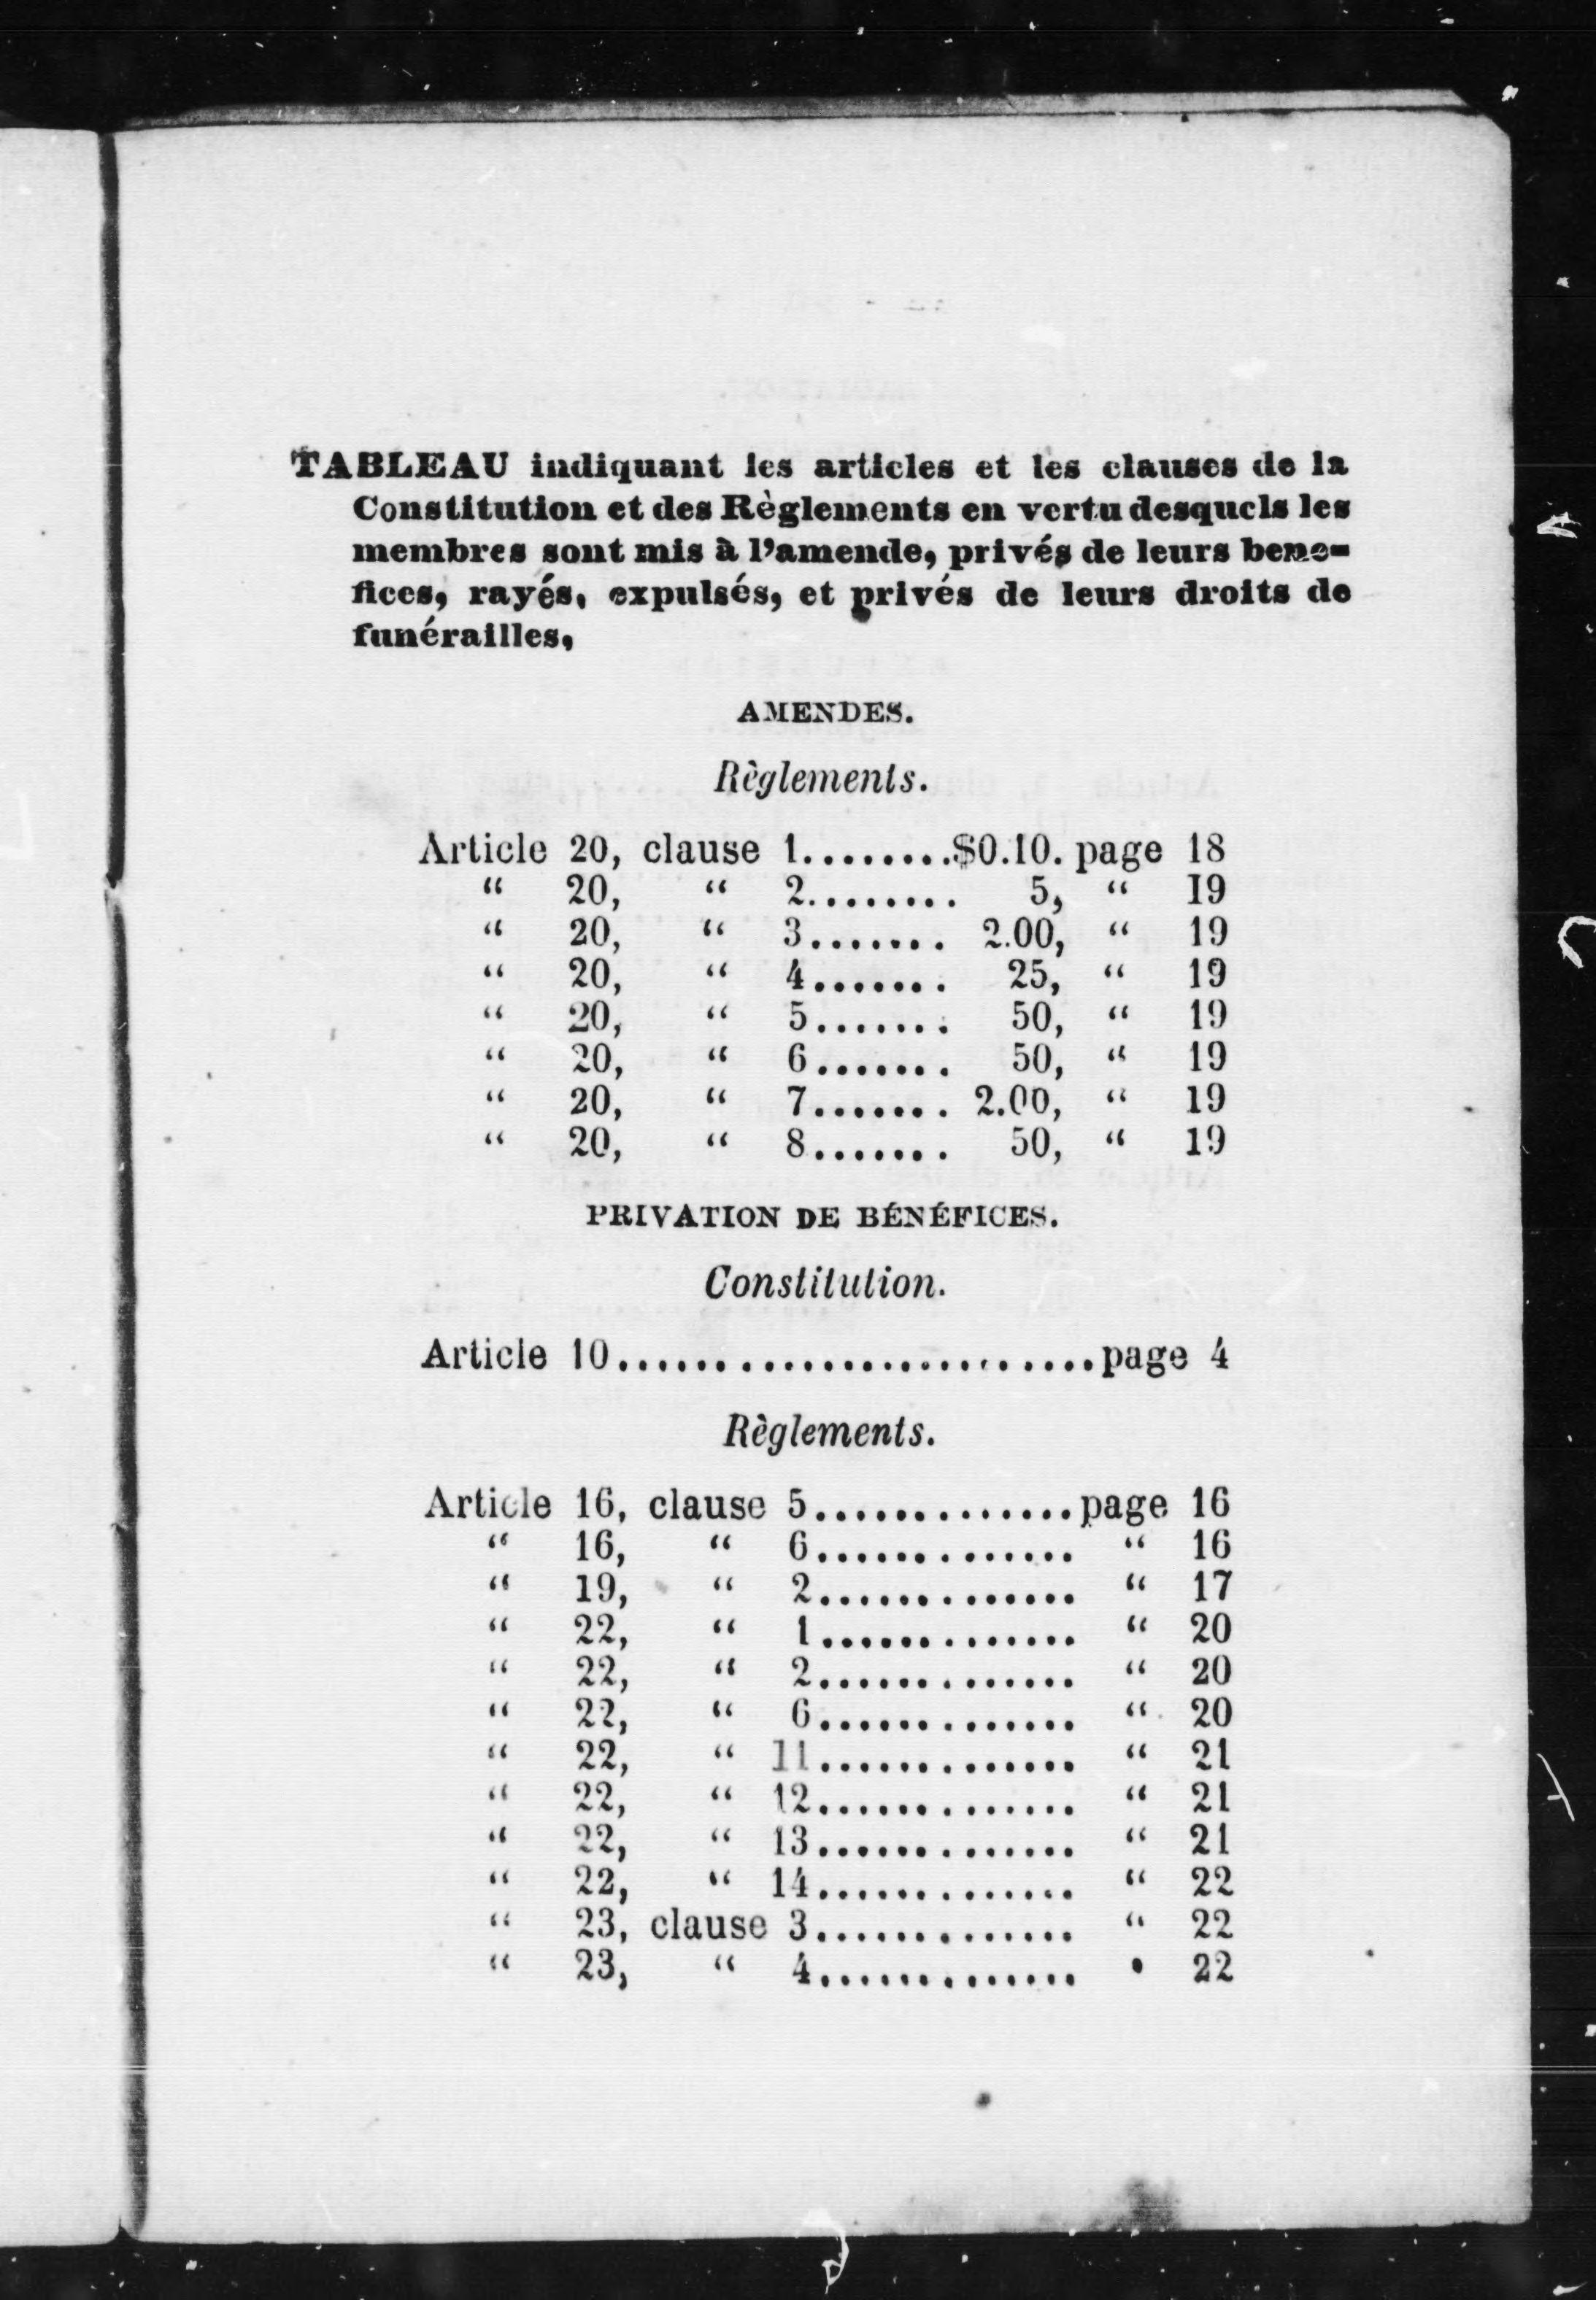 TABLEAU indiquant les articles et les clauses de la
Constitution et des Règlements en vertu desquels les
membres sont mis à l'amende, privés de leurs bene-
fices, rayés, expulsés, et privés de leurs droits de
funérailles,
AMENDES.
Règlements.
Article 20, clause 1........$0.10. page 18
“ 20, “ 2........ 5, “ 19
“ 20, “ 3....... 2.00, “ 19
“ 20, “ 4....... 25, “ 19
“ 20, “ 5....... 50, “ 19
“ 20, “ 6....... 50, “ 19
“ 20, “ 7....... 2.00, “ 19
“ 20, “ 8....... 50, “ 19
PRIVATION DE BÉNÉFICES.
Constitution.
Article 10........................page 4
Règlements.
Article 16, clause 5.............page 16
“ 16, “ 6............. “ 16
“ 19, “ 2............. “ 17
“ 22, “ 1............. “ 20
“ 22, “ 2............. “ 20
“ 22, “ 6............. “ 20
“ 22, “ 11............. “ 21
“ 22, “ 12............. “ 21
“ 22, “ 13............. “ 21
“ 22, “ 14............. “ 22
“ 23, clause 3............. “ 22
“ 23, “ 4............. • 22